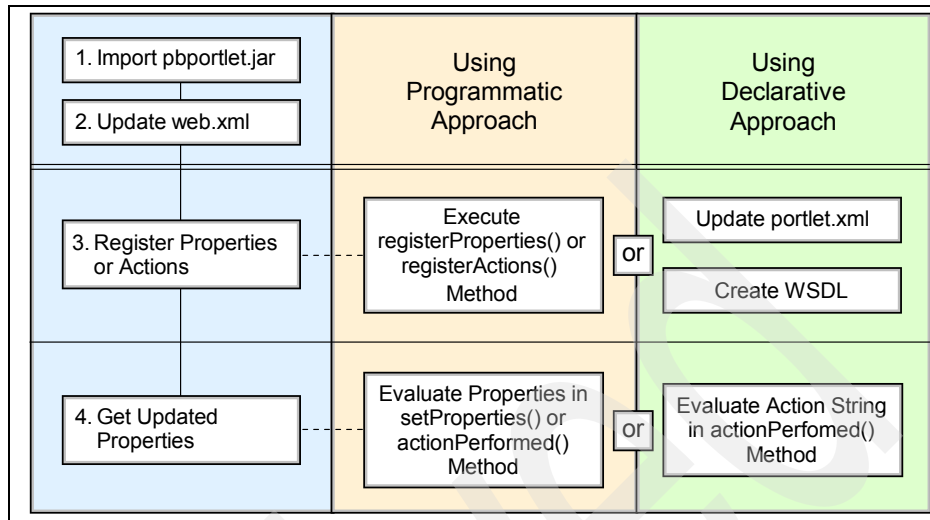 1. Import pbportlet.jar
2. Update web.xml
Using
Programmatic
Approach
Using
Declarative
Approach
3. Register Properties
or Actions
Execute
registerProperties() or
registerActions()
Method
or
Update portlet.xml
Create WSDL
4. Get Updated
Properties
Evaluate Properties in
setProperties() or
actionPerformed()
Method
or
Evaluate Action String
in actionPerfomed()
Method